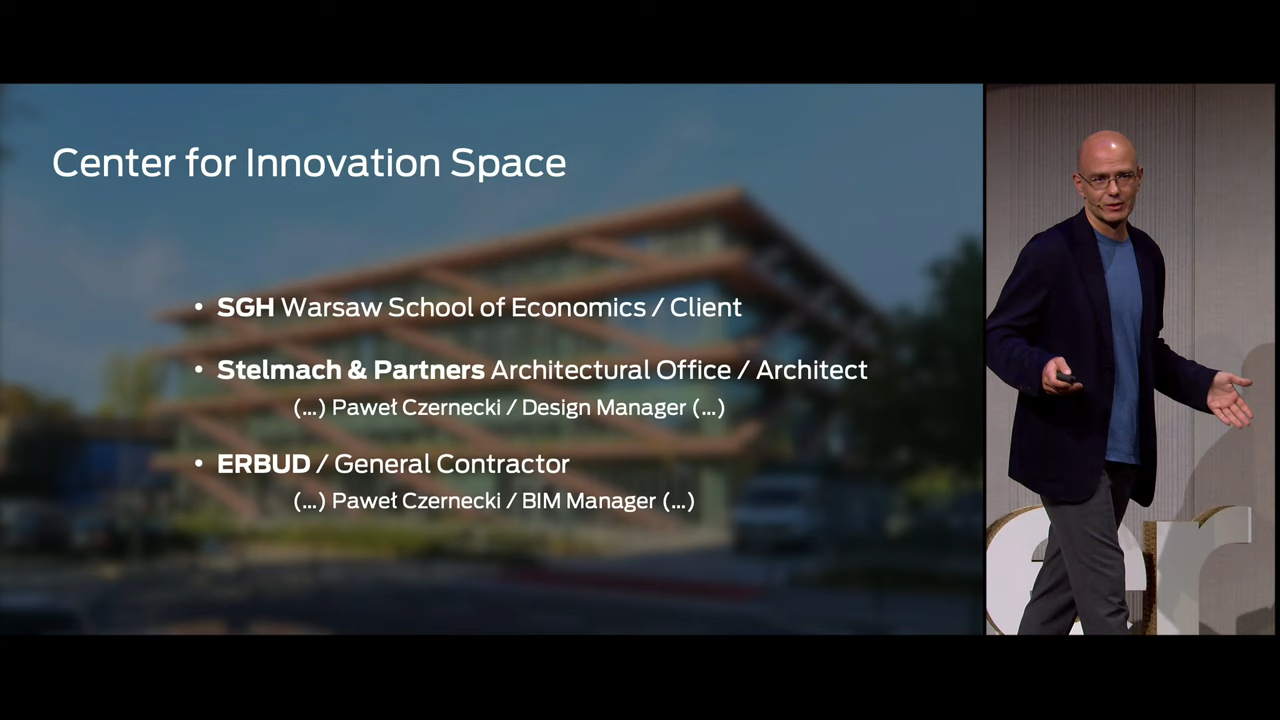 Center for Innovation Space
• SGH Warsaw School of Economics / Client
• Stelmach & Partners Architectural Office / Architect
(...) Paweł Czernecki / Design Manager (...)
• ERBUD / General Contractor
(...) Paweł Czernecki / BIM Manager (...)
er